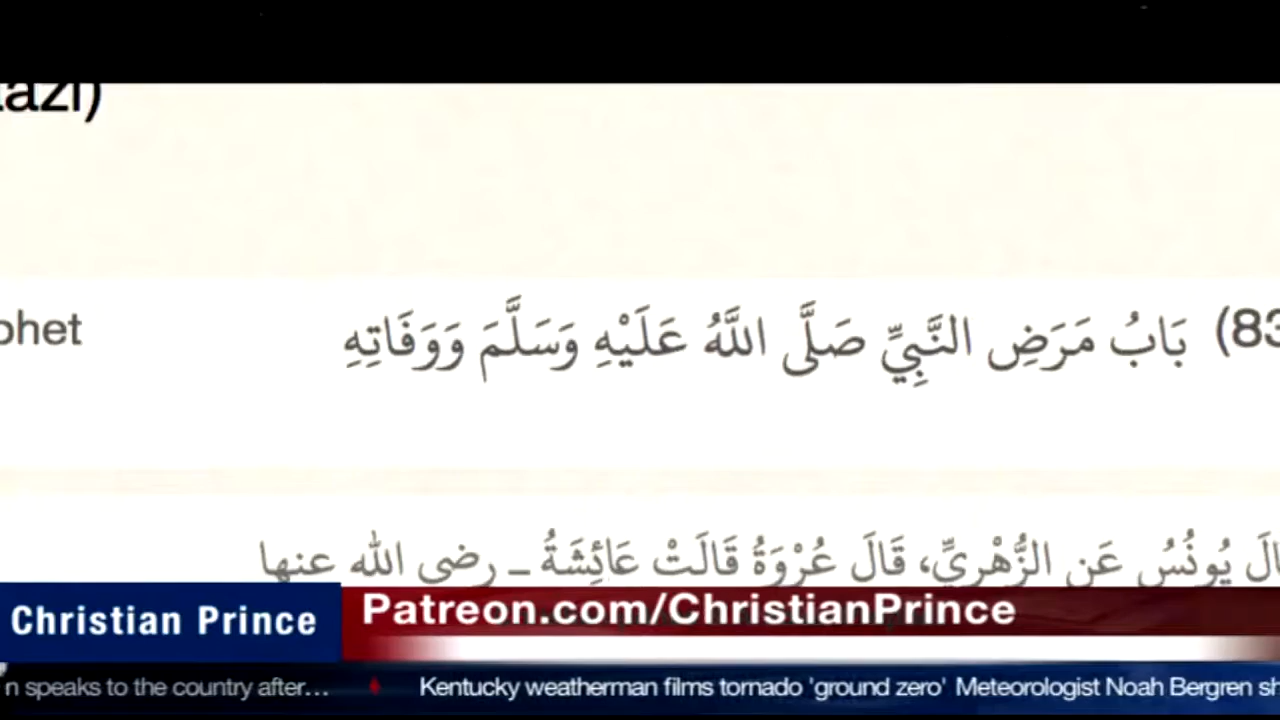 azi)
phet
(83 بَابُ مَرَضِ النَّبِيِّ صَلَّى اللَّهُ عَلَيْهِ وَسَلَّمَ وَوَفَاتِهِ
الَ يُونُسُ عَنِ الزُّهْرِيِّ، قَالَ عُرْوَةُ قَالَتْ عَائِشَةُ ـ رضى الله عنها
Christian Prince
Patreon.com/ChristianPrince
n speaks to the country after...
Kentucky weatherman films tornado 'ground zero' Meteorologist Noah Bergren sh